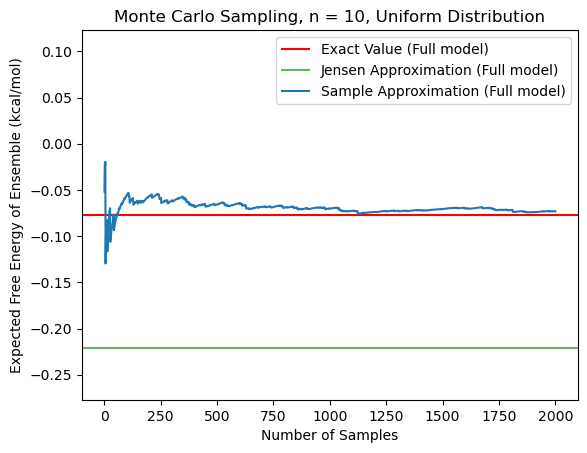 Monte Carlo Sampling, n = 10, Uniform Distribution
Expected Free Energy of Ensemble (kcal/mol)
0.10
0.05
0.00
−0.05
−0.10
−0.15
−0.20
−0.25
Exact Value (Full model)
Jensen Approximation (Full model)
Sample Approximation (Full model)
0 250 500 750 1000 1250 1500 1750 2000
Number of Samples